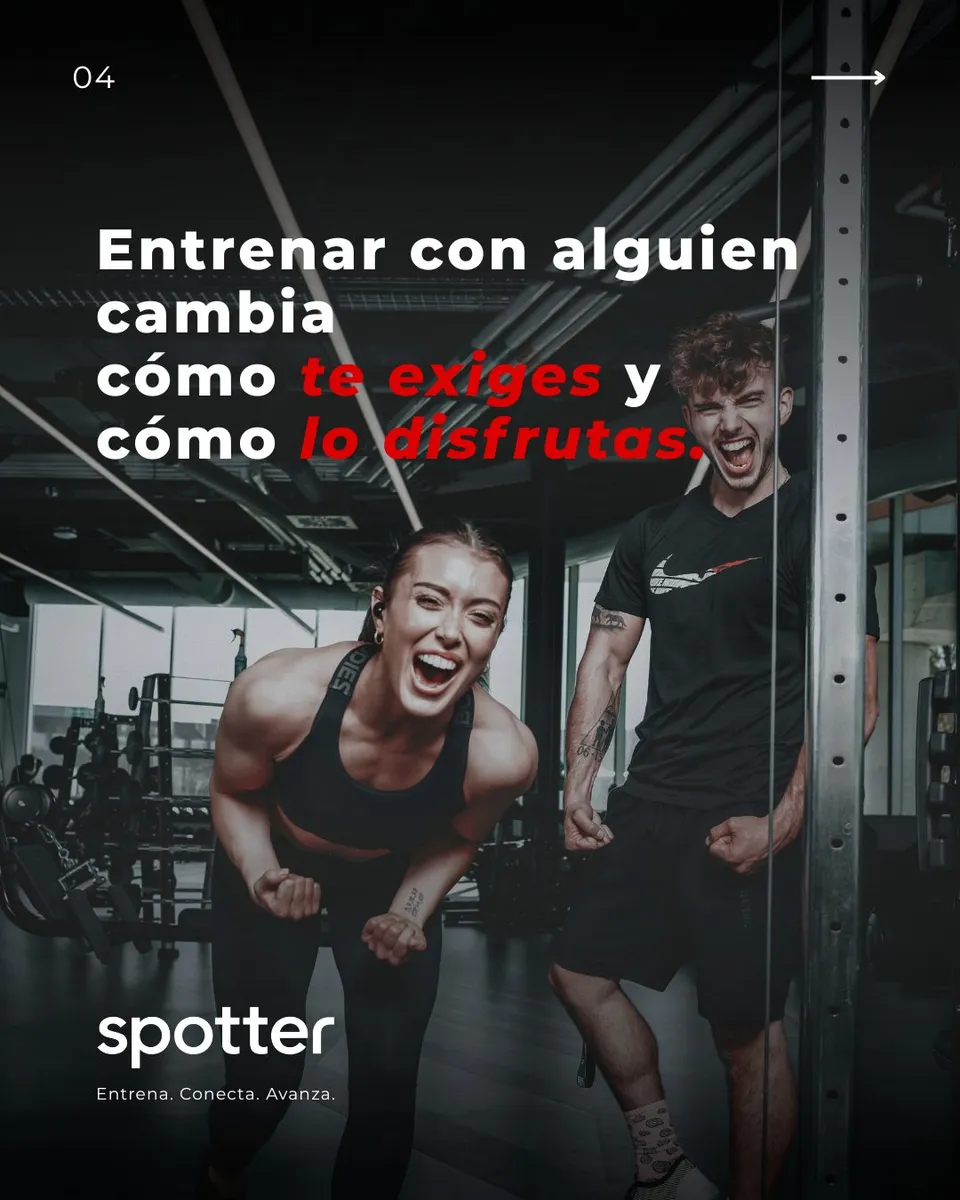 04
Entrenar con alguien
cambia
cómo te exiges y
cómo lo disfrutas.
spotter
Entrena. Conecta. Avanza.